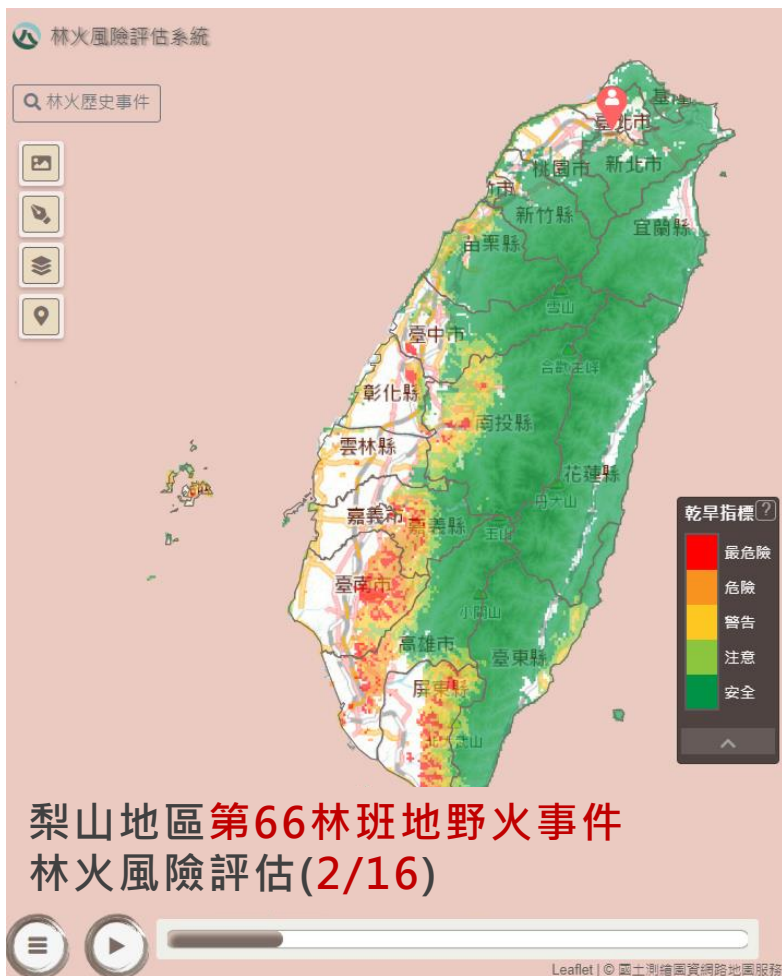 林火風險評估系統
林火歷史事件
臺北市
桃園市
新北市
新竹縣
宜蘭縣
苗栗縣
雪山
臺中市
合歡主峰
彰化縣
南投縣
雲林縣
花蓮縣
丹大山
嘉義市
嘉義縣
玉山
臺南市
小關山
高雄市
臺東縣
屏東縣
北大武山
乾旱指標
?
最危險
危險
警告
注意
安全
梨山地區第66林班地野火事件
林火風險評估(2/16)
Leaflet | © 國土測繪圖資網路地圖服務